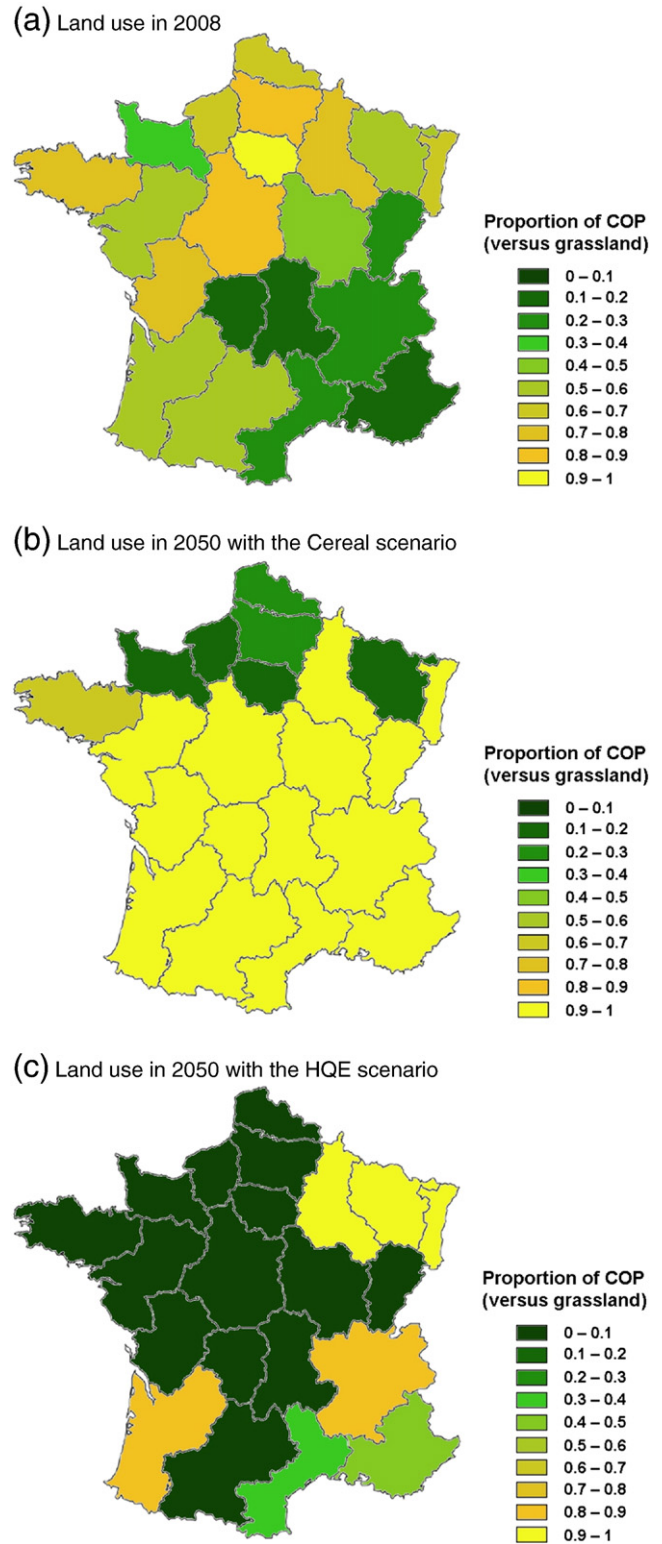 (a) Land use in 2008
Proportion of COP
(versus grassland)
0 – 0.1
0.1 – 0.2
0.2 – 0.3
0.3 – 0.4
0.4 – 0.5
0.5 – 0.6
0.6 – 0.7
0.7 – 0.8
0.8 – 0.9
0.9 – 1
(b) Land use in 2050 with the Cereal scenario
Proportion of COP
(versus grassland)
0 – 0.1
0.1 – 0.2
0.2 – 0.3
0.3 – 0.4
0.4 – 0.5
0.5 – 0.6
0.6 – 0.7
0.7 – 0.8
0.8 – 0.9
0.9 – 1
(c) Land use in 2050 with the HQE scenario
Proportion of COP
(versus grassland)
0 – 0.1
0.1 – 0.2
0.2 – 0.3
0.3 – 0.4
0.4 – 0.5
0.5 – 0.6
0.6 – 0.7
0.7 – 0.8
0.8 – 0.9
0.9 – 1